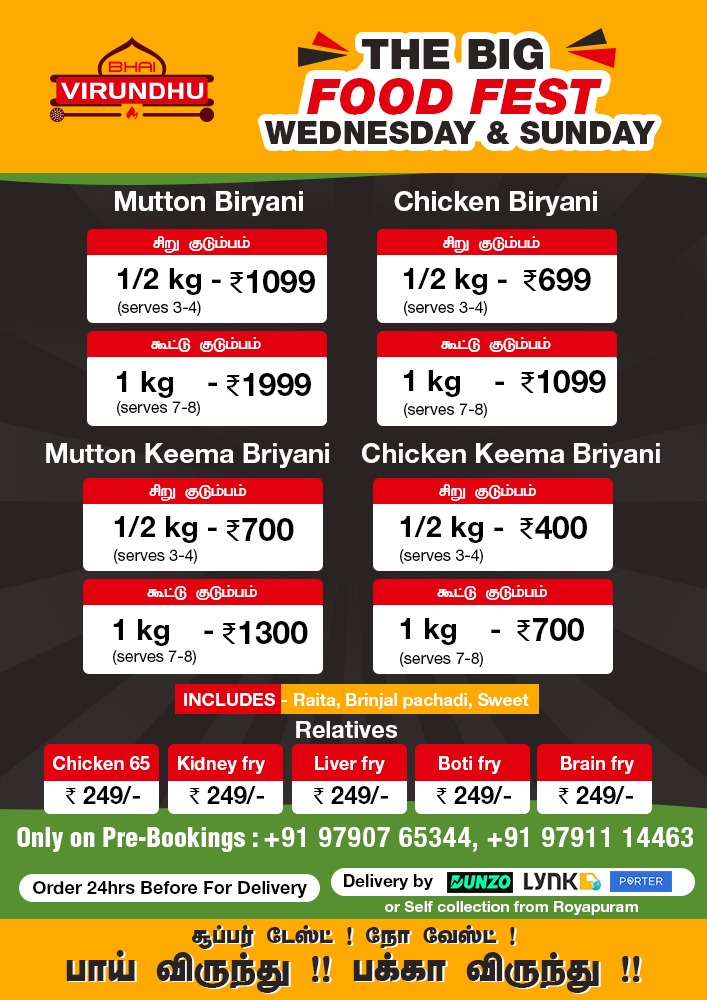 BHAI
VIRUNDHU
THE BIG
FOOD FEST
WEDNESDAY & SUNDAY
Mutton Biryani
சிறு குடும்பம்
1/2 kg - ₹1099
(serves 3-4)
கூட்டு குடும்பம்
1 kg - ₹1999
(serves 7-8)
Chicken Biryani
சிறு குடும்பம்
1/2 kg - ₹699
(serves 3-4)
கூட்டு குடும்பம்
1 kg - ₹1099
(serves 7-8)
Mutton Keema Briyani
சிறு குடும்பம்
1/2 kg - ₹700
(serves 3-4)
கூட்டு குடும்பம்
1 kg - ₹1300
(serves 7-8)
Chicken Keema Briyani
சிறு குடும்பம்
1/2 kg - ₹400
(serves 3-4)
கூட்டு குடும்பம்
1 kg - ₹700
(serves 7-8)
INCLUDES - Raita, Brinjal pachadi, Sweet
Relatives
Chicken 65
₹ 249/-
Kidney fry
₹ 249/-
Liver fry
₹ 249/-
Boti fry
₹ 249/-
Brain fry
₹ 249/-
Only on Pre-Bookings : +91 97907 65344, +91 97911 14463
Order 24hrs Before For Delivery
Delivery by DUNZO LYNK PORTER
or Self collection from Royapuram
சூப்பர் டேஸ்ட் ! நோ வேஸ்ட் !
பாய் விருந்து !! பக்கா விருந்து !!